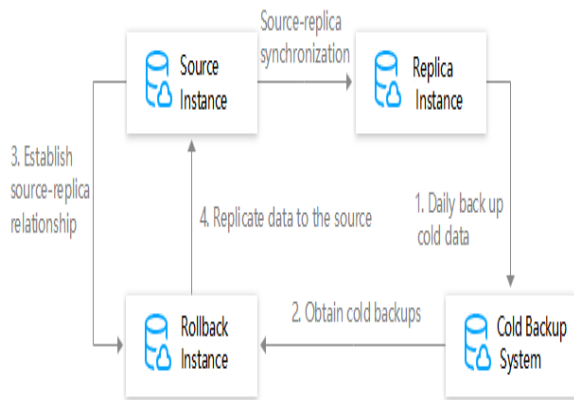 Source-replica
synchronization
Source
Instance
Replica
Instance
3. Establish
source-replica
relationship
4. Replicate data to the source
1. Daily back up
cold data
Rollback
Instance
2. Obtain cold backups
Cold Backup
System